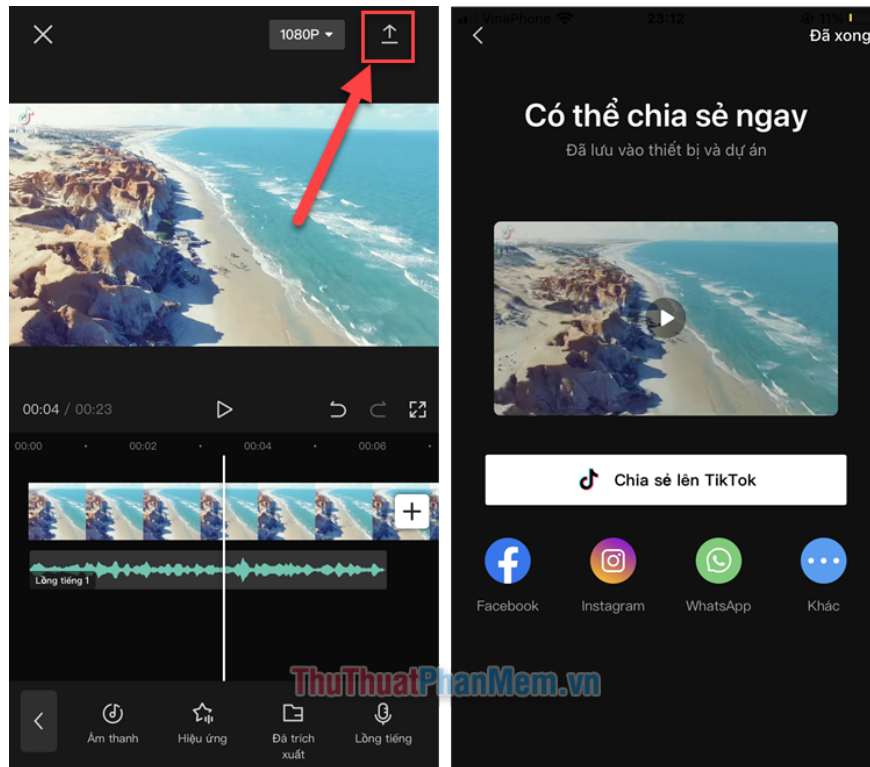 1080P
TikTok
00:04 / 00:23
00:00
00:02
00:04
00:06
Lồng tiếng 1
Âm thanh
Hiệu ứng
Đã trích
xuất
Lồng tiếng
VinaPhone
23:12
11%
Đã xong
Có thể chia sẻ ngay
Đã lưu vào thiết bị và dự án
Chia sẻ lên TikTok
Facebook
Instagram
WhatsApp
Khác
ThuThuatPhanMem.vn